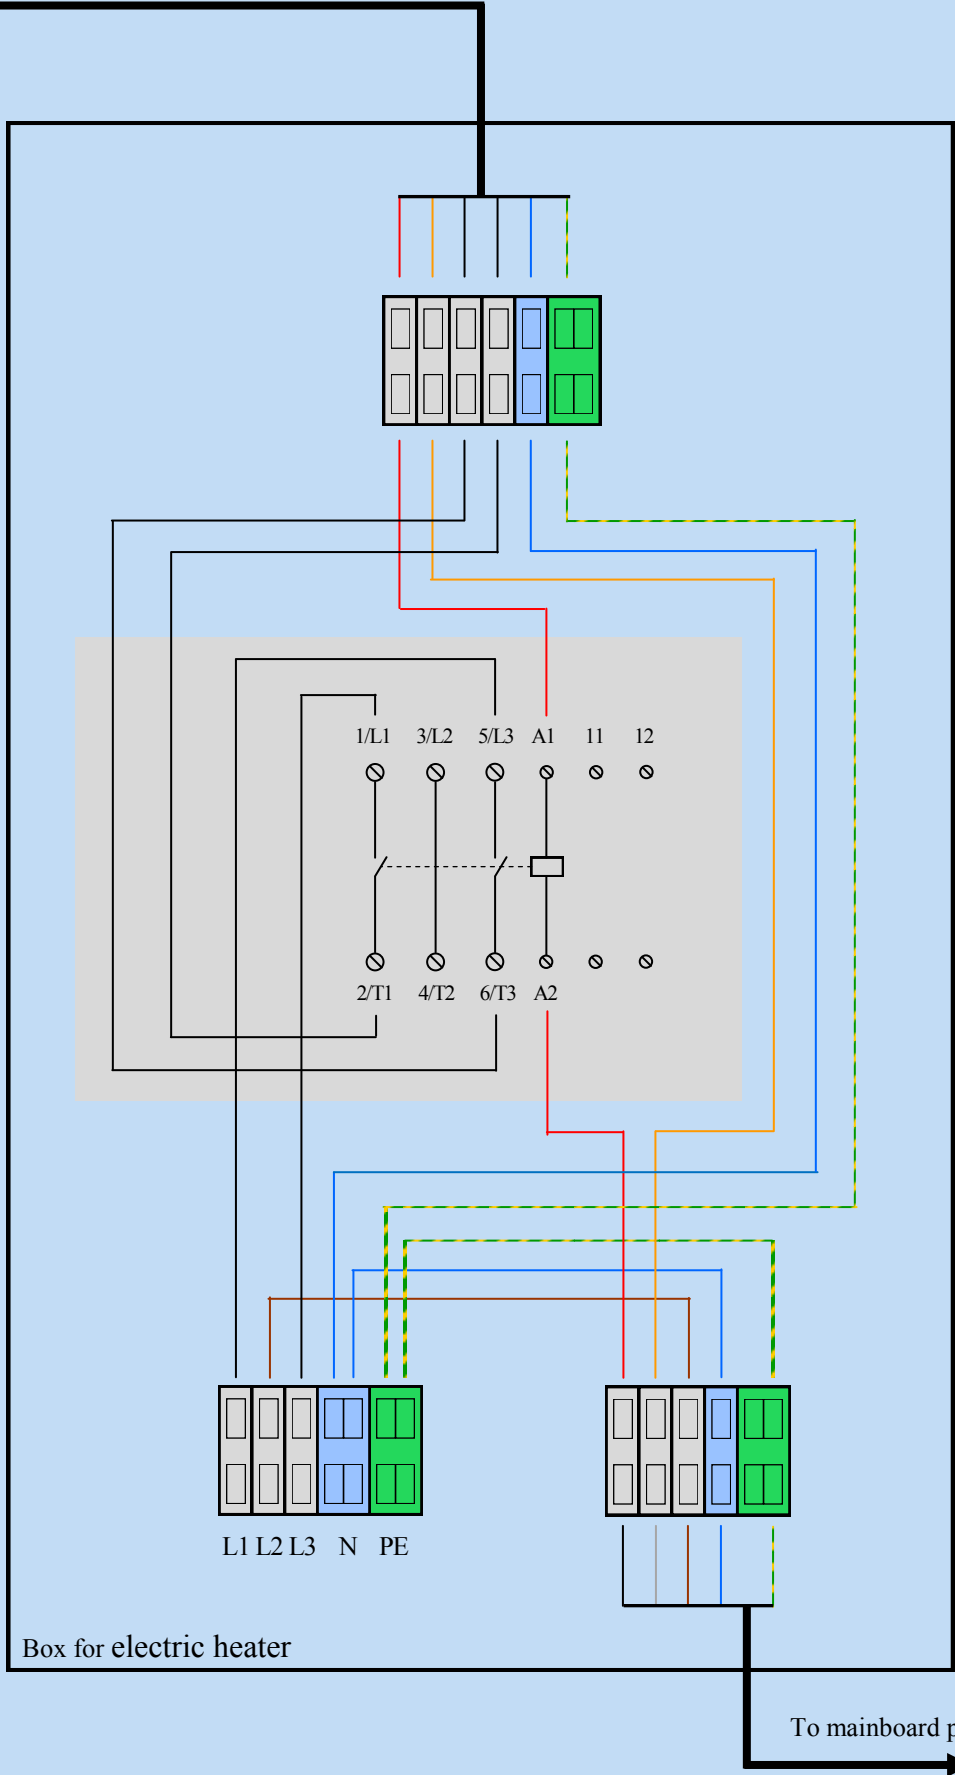 1/L1 3/L2 5/L3 A1 11 12
2/T1 4/T2 6/T3 A2
L1 L2 L3 N PE
Box for electric heater
To mainboard